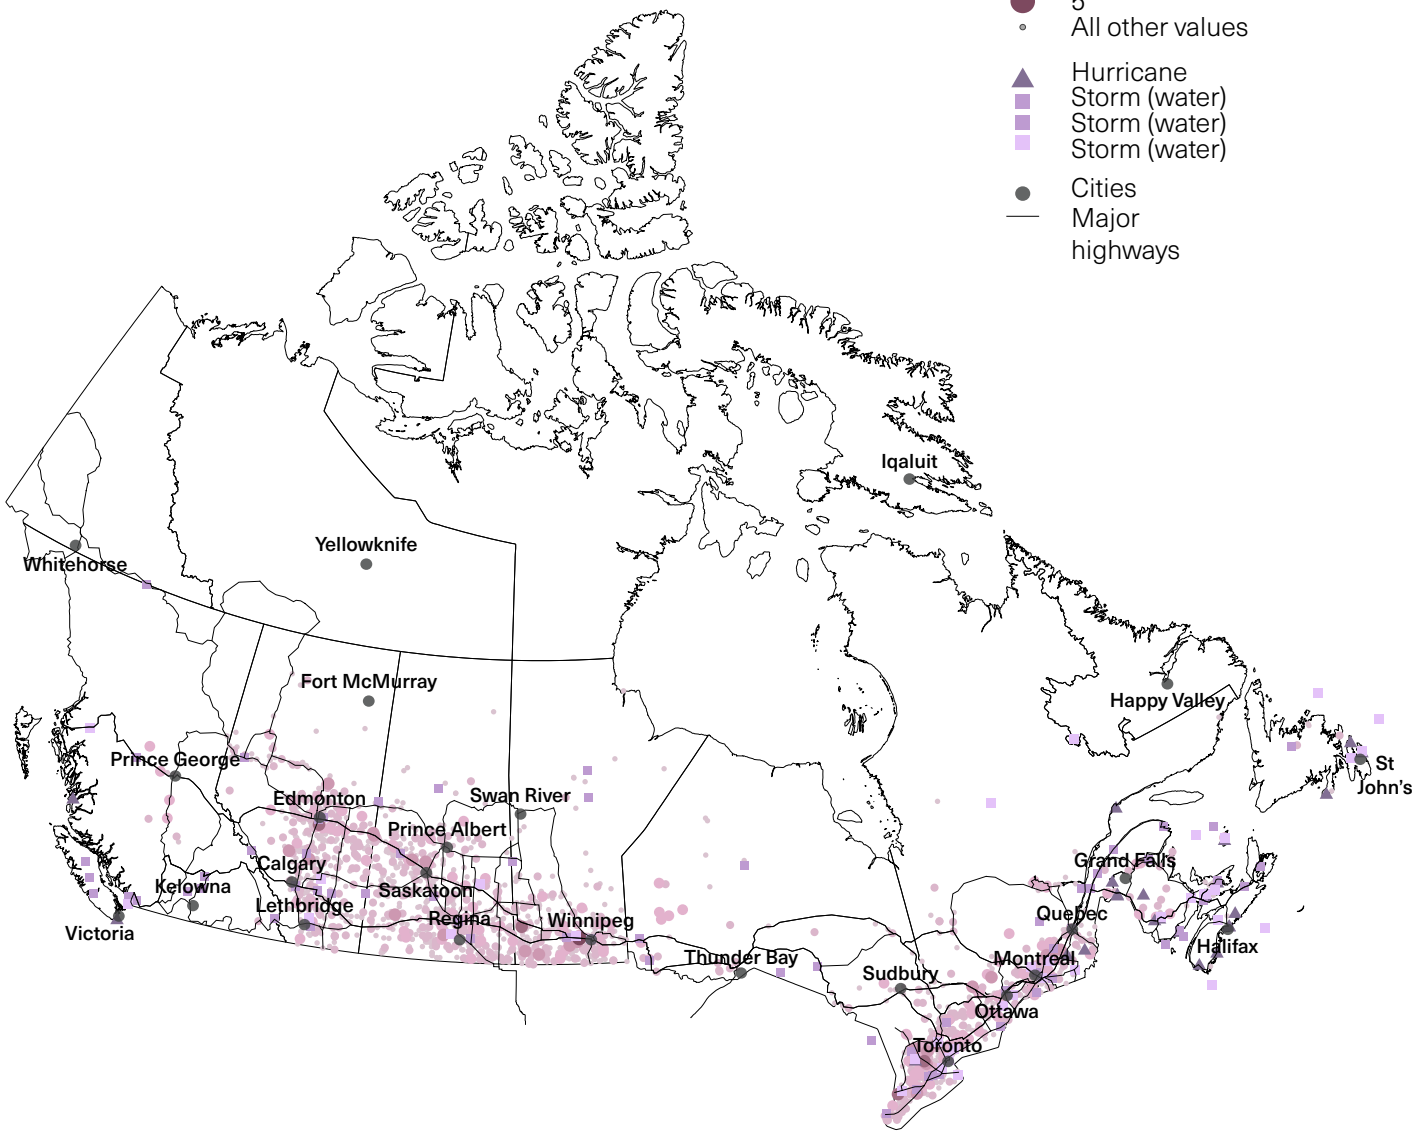 5
All other values
Hurricane
Storm (water)
Storm (water)
Storm (water)
Cities
Major
highways
Iqaluit
Yellowknife
Whitehorse
Fort McMurray
Happy Valley
Prince George
St
John's
Edmonton
Swan River
Prince Albert
Calgary
Grand Falls
Kelowna
Saskatoon
Lethbridge
Regina
Winnipeg
Quebec
Victoria
Halifax
Thunder Bay
Montreal
Sudbury
Ottawa
Toronto